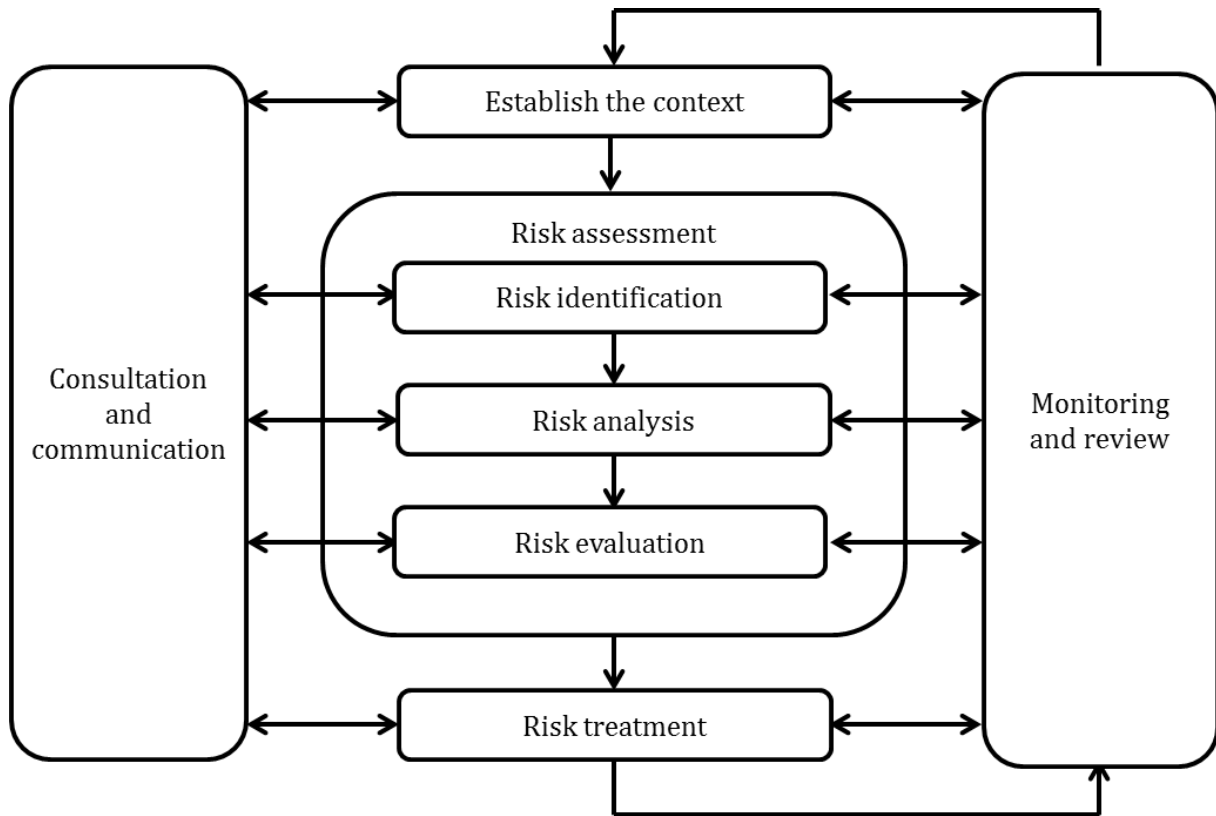 Establish the context
Risk assessment
Risk identification
Risk analysis
Risk evaluation
Risk treatment
Consultation
and
communication
Monitoring
and review